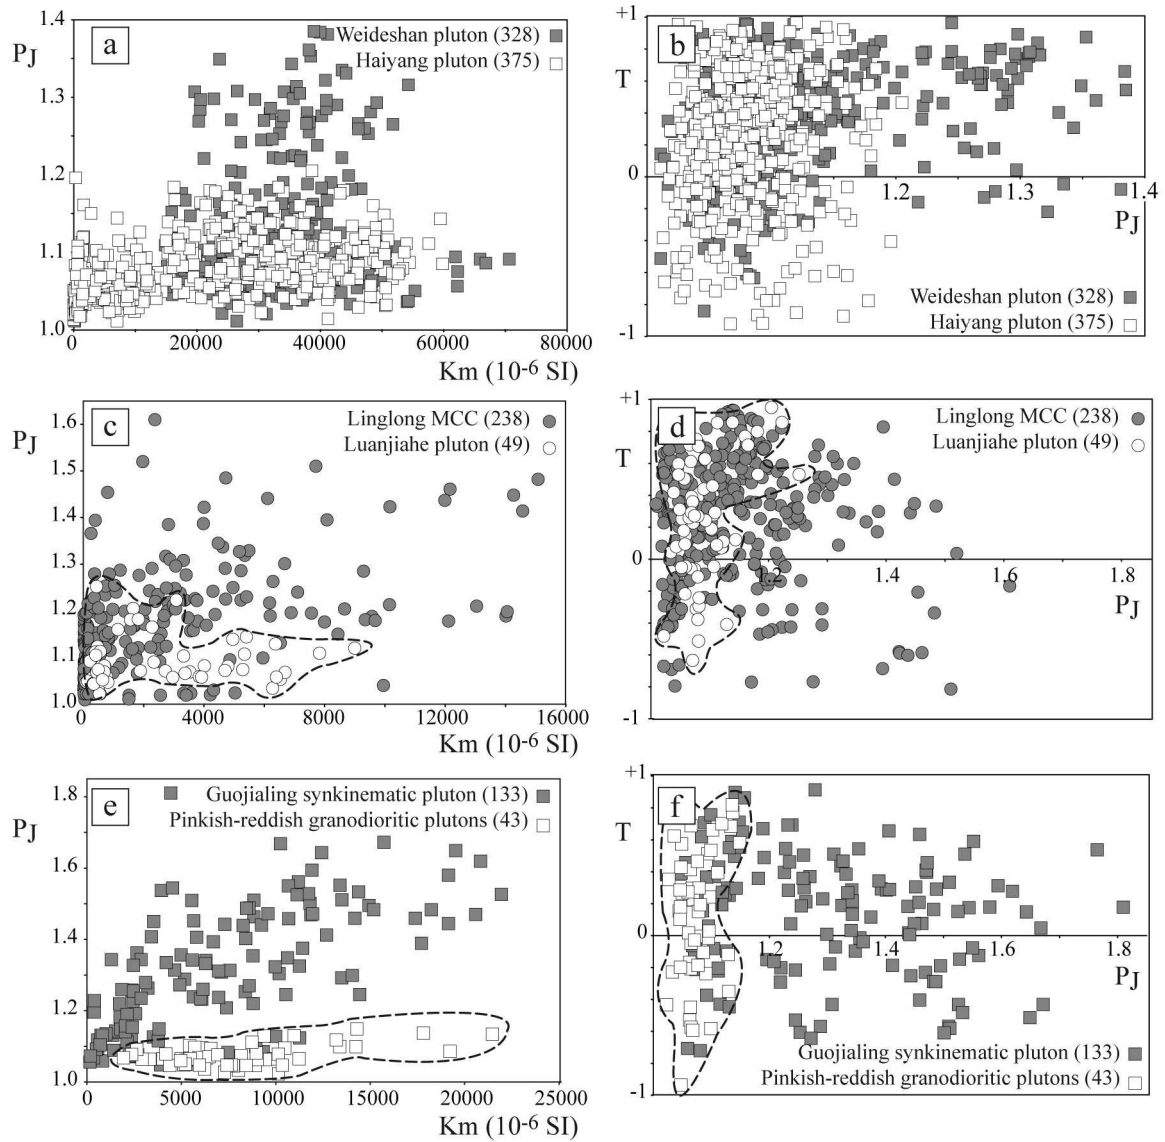 a
P_J
1.4
1.3
1.2
1.1
1.0
Weideshan pluton (328)
Haiyang pluton (375)
0
20000
40000
60000
80000
Km (10⁻⁶ SI)
b
+1
T
0
-1
1.2
1.3
1.4
P_J
Weideshan pluton (328)
Haiyang pluton (375)
c
P_J
1.6
1.5
1.4
1.3
1.2
1.1
1.0
Linglong MCC (238)
Luanjiahe pluton (49)
0
4000
8000
12000
16000
Km (10⁻⁶ SI)
d
+1
T
0
-1
Linglong MCC (238)
Luanjiahe pluton (49)
1.2
1.4
1.6
1.8
P_J
e
P_J
1.8
1.6
1.4
1.2
1.0
Guojialing synkinematic pluton (133)
Pinkish-reddish granodioritic plutons (43)
0
5000
10000
15000
20000
25000
Km (10⁻⁶ SI)
f
+1
T
0
-1
1.2
1.4
1.6
1.8
P_J
Guojialing synkinematic pluton (133)
Pinkish-reddish granodioritic plutons (43)